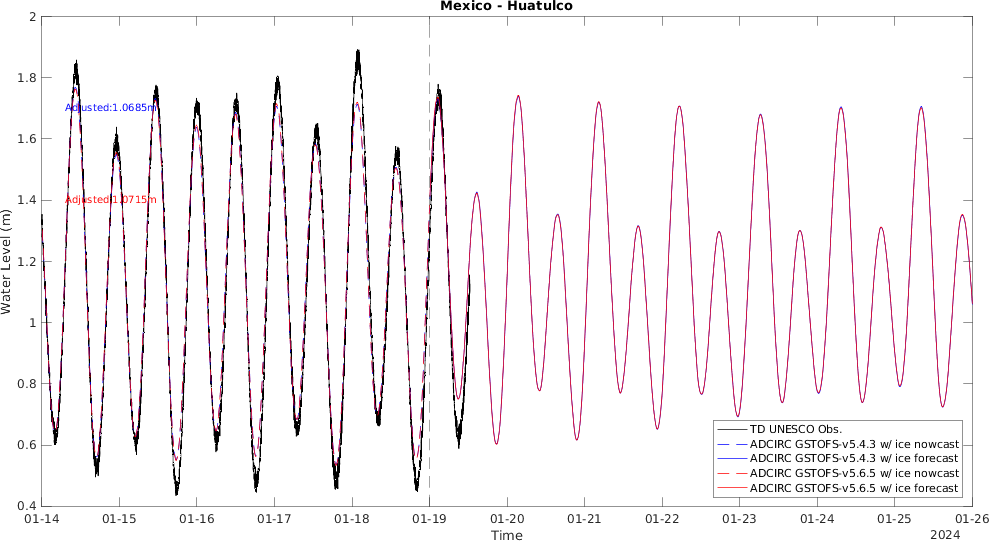 Mexico - Huatulco
2
1.8
1.6
1.4
1.2
1
0.8
0.6
0.4
Water Level (m)
Adjusted:1.0685m
Adjusted:1.0715m
TD UNESCO Obs.
ADCIRC GSTOFS-v5.4.3 w/ ice nowcast
ADCIRC GSTOFS-v5.4.3 w/ ice forecast
ADCIRC GSTOFS-v5.6.5 w/ ice nowcast
ADCIRC GSTOFS-v5.6.5 w/ ice forecast
01-14 01-15 01-16 01-17 01-18 01-19 01-20 01-21 01-22 01-23 01-24 01-25 01-26
Time
2024